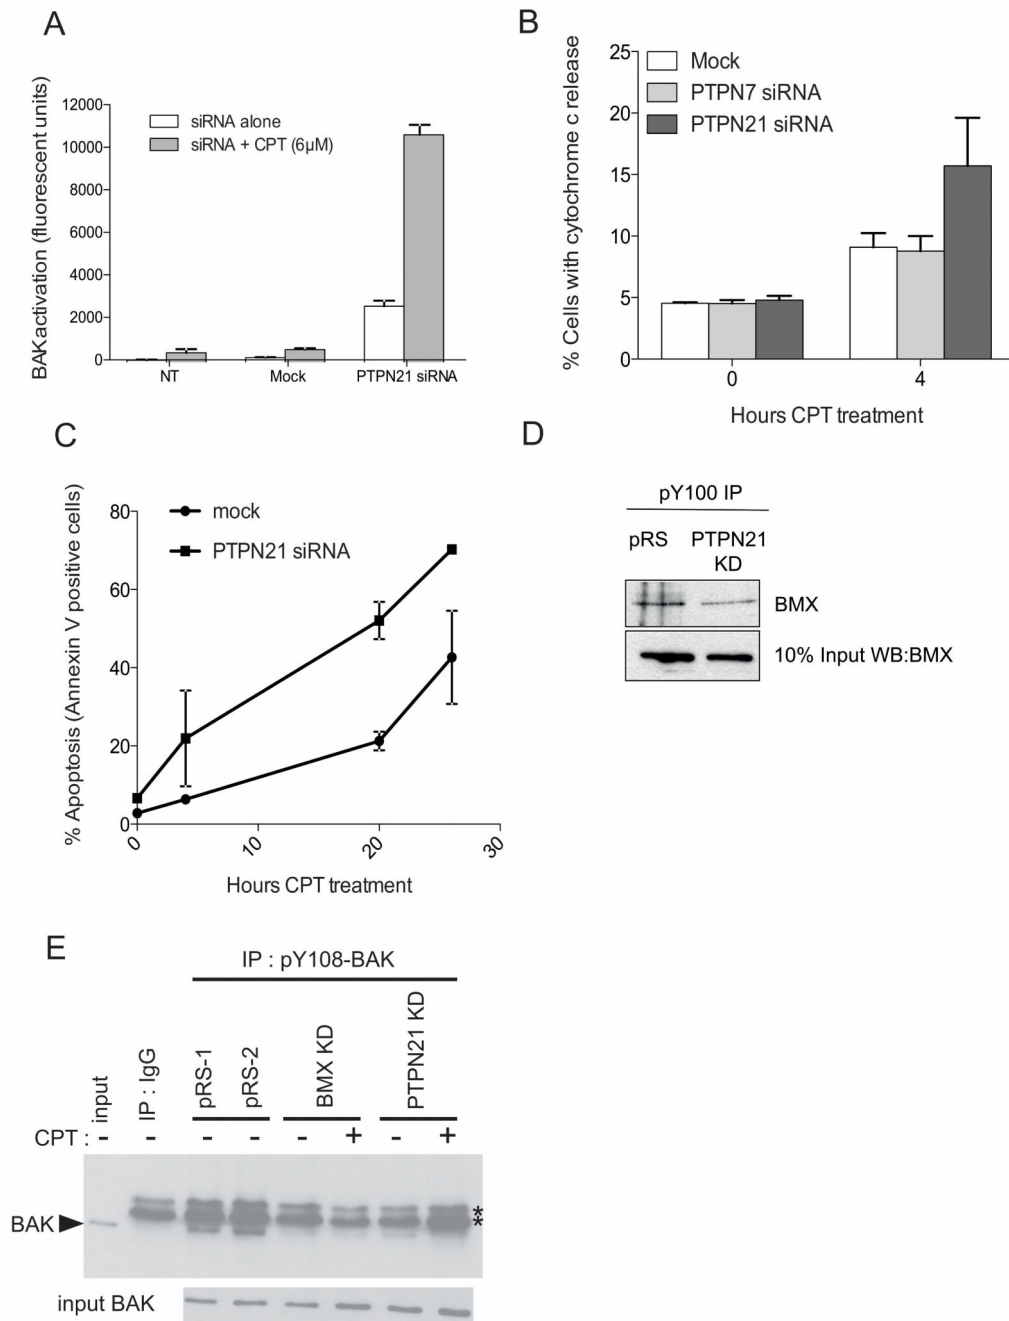 A
BAK activation (fluorescent units)
12000
10000
8000
6000
4000
2000
0
siRNA alone
siRNA + CPT (6µM)
NT
Mock
PTPN21 siRNA
B
% Cells with cytochrome c release
25
20
15
10
5
0
Mock
PTPN7 siRNA
PTPN21 siRNA
0
4
Hours CPT treatment
C
% Apoptosis (Annexin V positive cells)
80
60
40
20
0
mock
PTPN21 siRNA
0
10
20
30
Hours CPT treatment
D
pY100 IP
pRS
PTPN21
KD
BMX
10% Input WB:BMX
E
IP : pY108-BAK
input
IP : IgG
pRS-1
pRS-2
BMX KD
PTPN21 KD
CPT : - - - - - + - +
BAK
*
*
input BAK